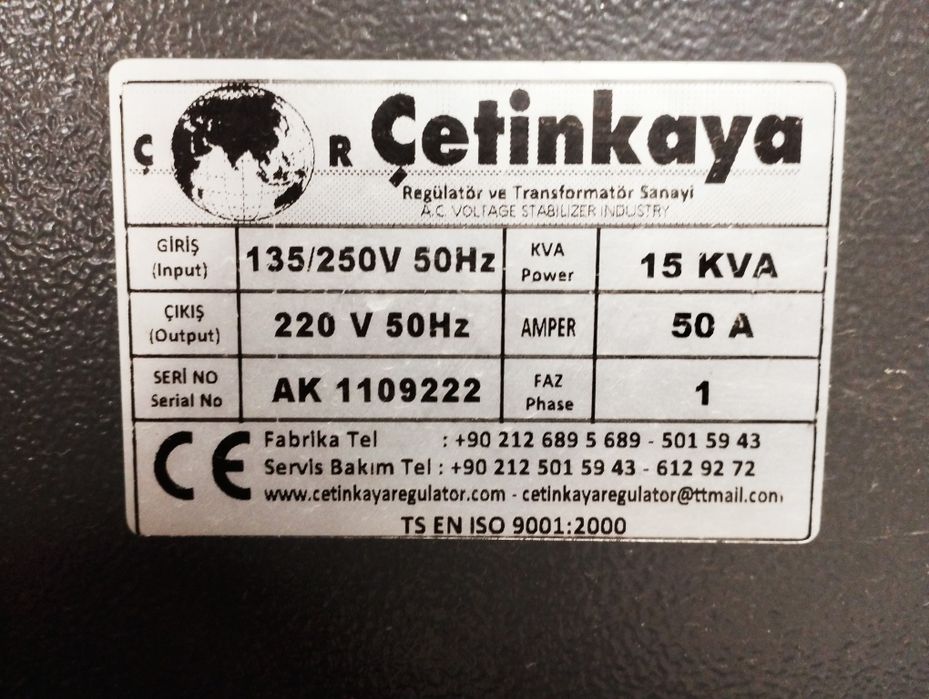 Ç R Çetinkaya
Regülatör ve Transformatör Sanayi
A.C. VOLTAGE STABILIZER INDUSTRY
GİRİŞ
(Input)
135/250V 50Hz
KVA
Power
15 KVA
ÇIKIŞ
(Output)
220 V 50Hz
AMPER
50 A
SERİ NO
Serial No
AK 1109222
FAZ
Phase
1
CE
Fabrika Tel : +90 212 689 5 689 - 501 59 43
Servis Bakım Tel : +90 212 501 59 43 - 612 92 72
www.cetinkayaregulator.com - cetinkayaregulator@ttmail.com
TS EN ISO 9001:2000